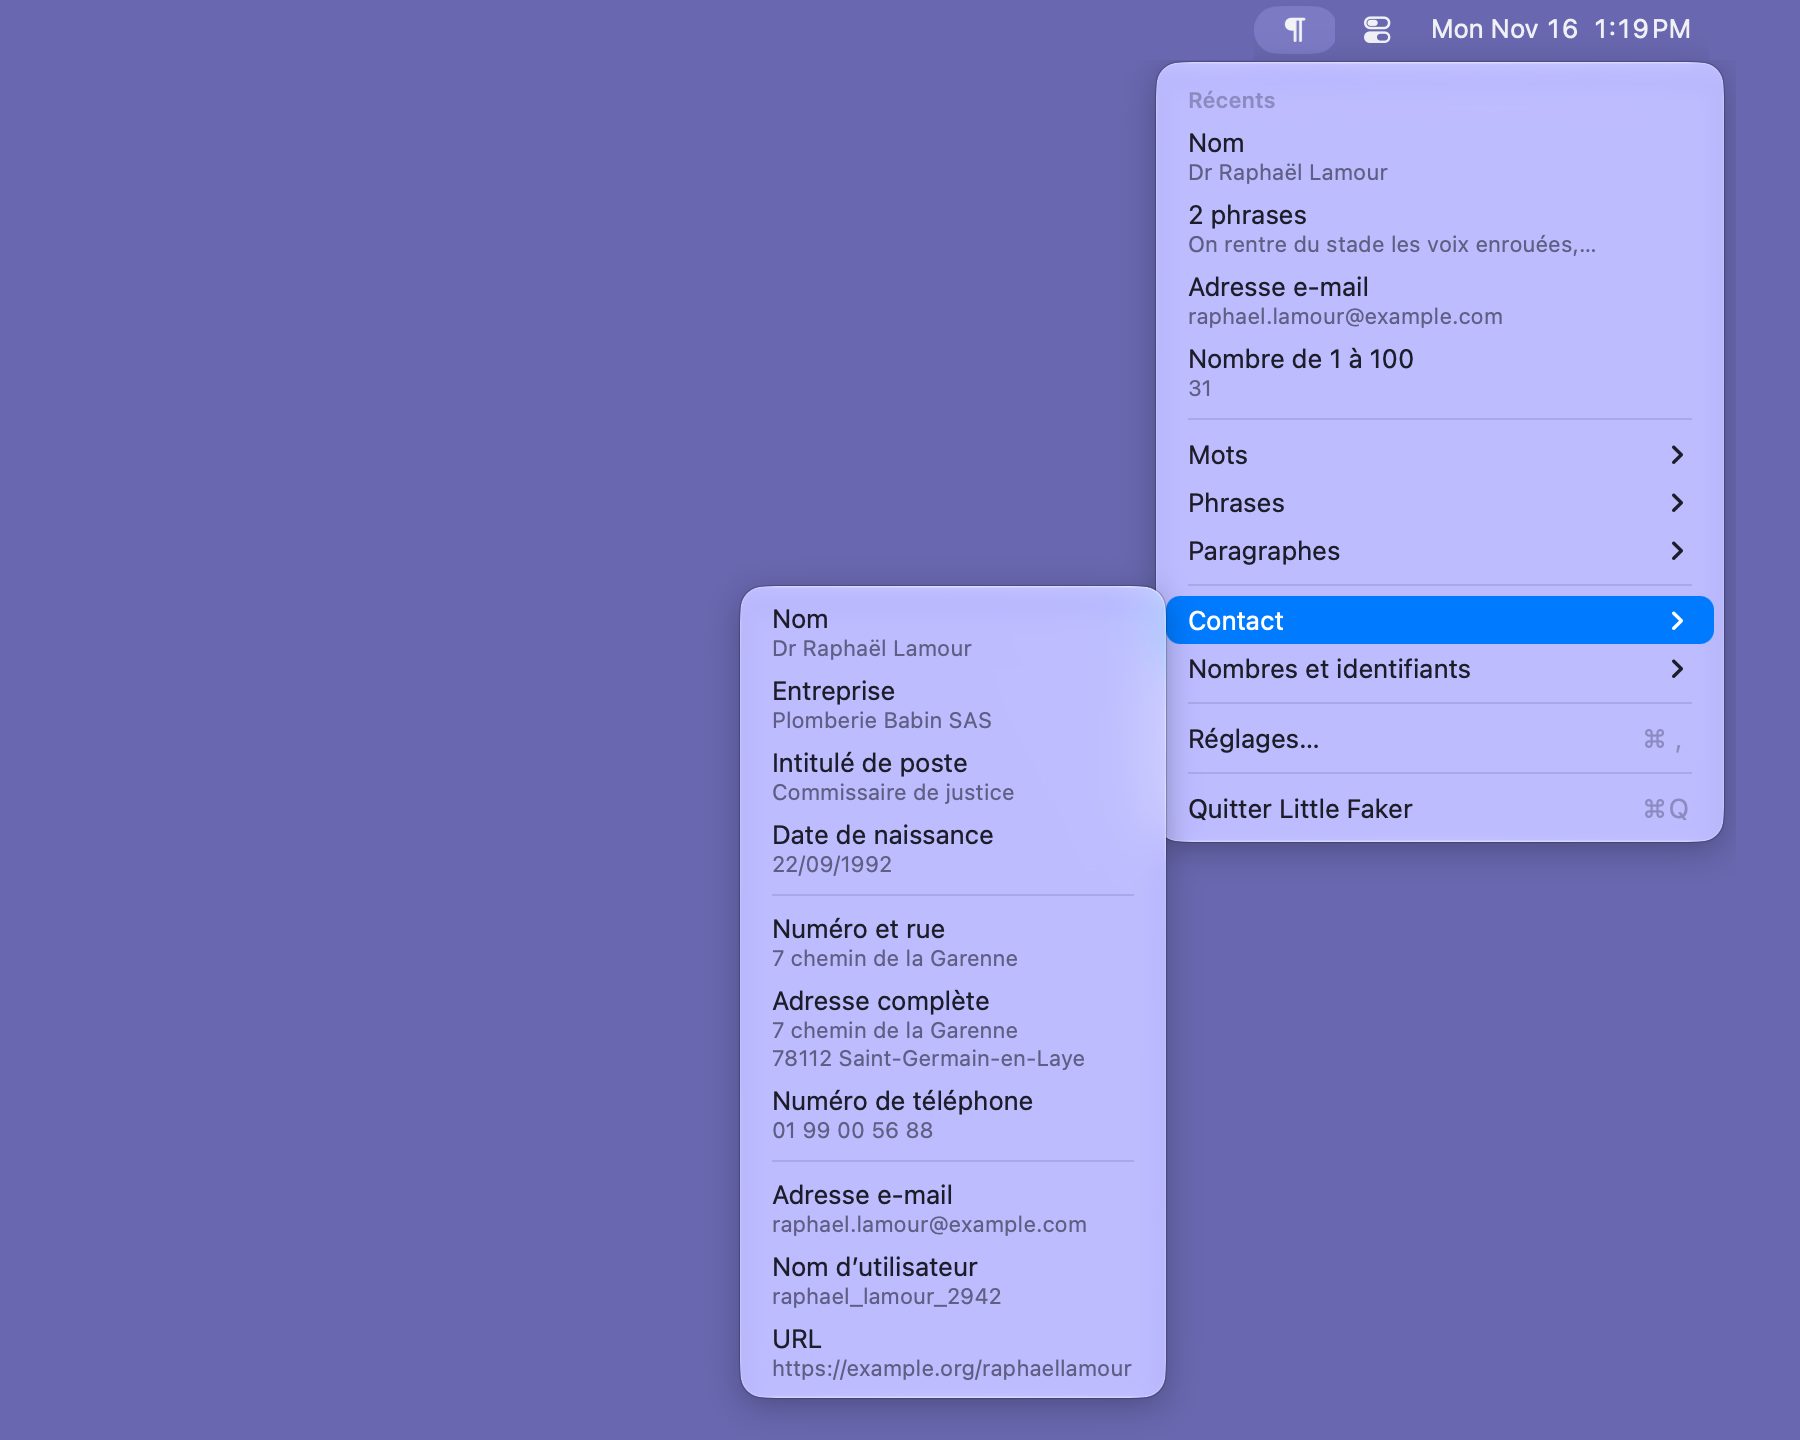 ¶ Mon Nov 16 1:19 PM
Récents
Nom
Dr Raphaël Lamour
2 phrases
On rentre du stade les voix enrouées,…
Adresse e-mail
raphael.lamour@example.com
Nombre de 1 à 100
31
Mots
Phrases
Paragraphes
Contact
Nombres et identifiants
Réglages… ⌘ ,
Quitter Little Faker ⌘Q
Nom
Dr Raphaël Lamour
Entreprise
Plomberie Babin SAS
Intitulé de poste
Commissaire de justice
Date de naissance
22/09/1992
Numéro et rue
7 chemin de la Garenne
Adresse complète
7 chemin de la Garenne
78112 Saint-Germain-en-Laye
Numéro de téléphone
01 99 00 56 88
Adresse e-mail
raphael.lamour@example.com
Nom d’utilisateur
raphael_lamour_2942
URL
https://example.org/raphaellamour